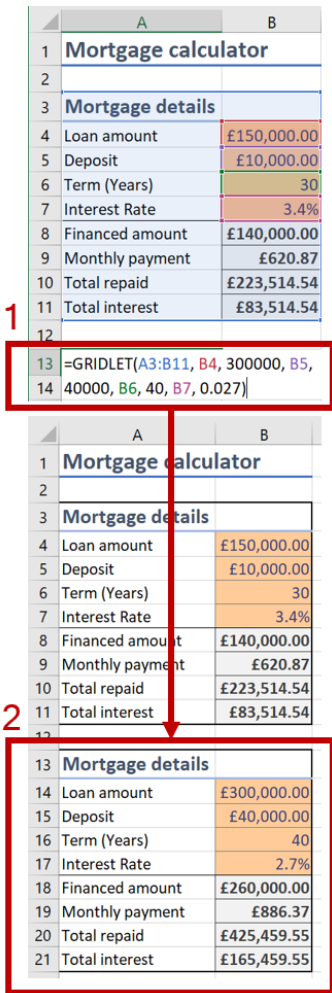 A B
1 Mortgage calculator
2
3 Mortgage details
4 Loan amount £150,000.00
5 Deposit £10,000.00
6 Term (Years) 30
7 Interest Rate 3.4%
8 Financed amount £140,000.00
9 Monthly payment £620.87
10 Total repaid £223,514.54
11 Total interest £83,514.54
1
12
13 =GRIDLET(A3:B11, B4, 300000, B5,
14 40000, B6, 40, B7, 0.027)
A B
1 Mortgage calculator
2
3 Mortgage details
4 Loan amount £150,000.00
5 Deposit £10,000.00
6 Term (Years) 30
7 Interest Rate 3.4%
8 Financed amount £140,000.00
9 Monthly payment £620.87
10 Total repaid £223,514.54
11 Total interest £83,514.54
2
12
13 Mortgage details
14 Loan amount £300,000.00
15 Deposit £40,000.00
16 Term (Years) 40
17 Interest Rate 2.7%
18 Financed amount £260,000.00
19 Monthly payment £886.37
20 Total repaid £425,459.55
21 Total interest £165,459.55